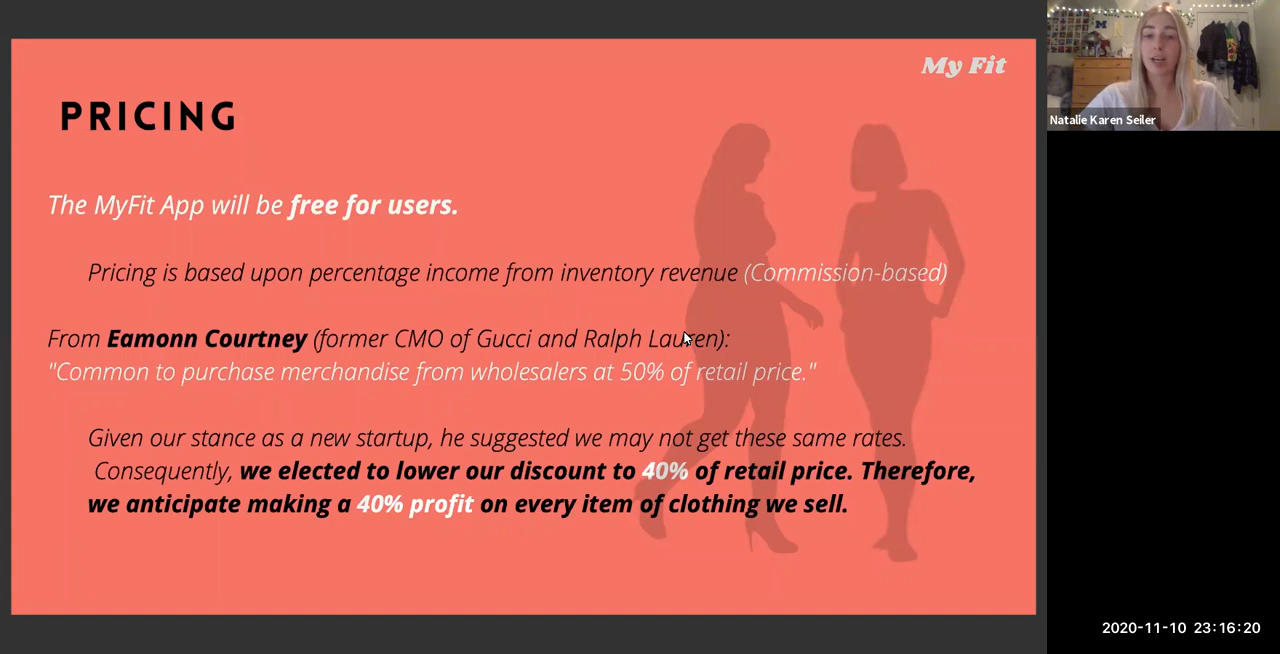 My Fit
PRICING
The MyFit App will be free for users.
Pricing is based upon percentage income from inventory revenue (Commission-based)
From Eamonn Courtney (former CMO of Gucci and Ralph Lauren):
"Common to purchase merchandise from wholesalers at 50% of retail price."
Given our stance as a new startup, he suggested we may not get these same rates.
Consequently, we elected to lower our discount to 40% of retail price. Therefore,
we anticipate making a 40% profit on every item of clothing we sell.
Natalie Karen Seiler
2020-11-10 23:16:20